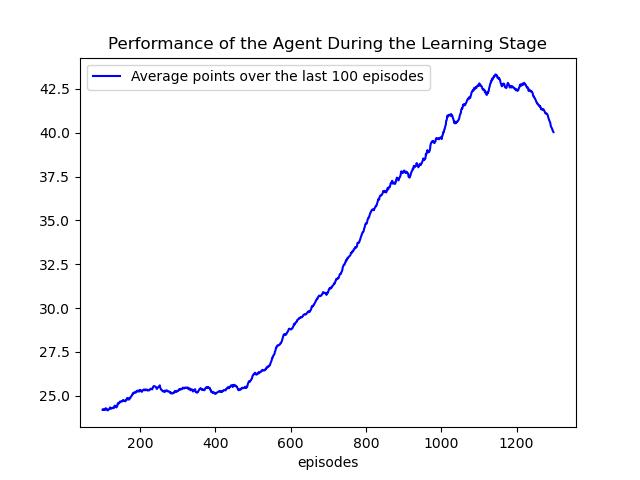 Performance of the Agent During the Learning Stage
Average points over the last 100 episodes
42.5
40.0
37.5
35.0
32.5
30.0
27.5
25.0
200 400 600 800 1000 1200
episodes